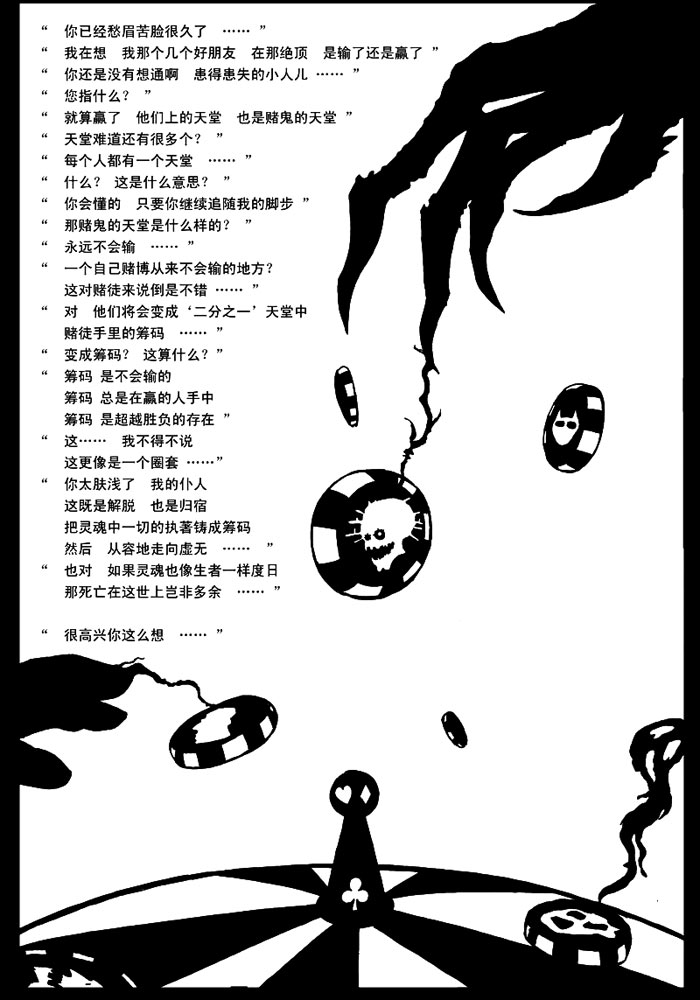 “ 你已经愁眉苦脸很久了 …… ”
“ 我在想 我那个几个好朋友 在那绝顶 是输了还是赢了 ”
“ 你还是没有想通啊 患得患失的小人儿 …… ”
“ 您指什么? ”
“ 就算赢了 他们上的天堂 也是赌鬼的天堂 ”
“ 天堂难道还有很多个? ”
“ 每个人都有一个天堂 …… ”
“ 什么? 这是什么意思? ”
“ 你会懂的 只要你继续追随我的脚步 ”
“ 那赌鬼的天堂是什么样的? ”
“ 永远不会输 …… ”
“ 一个自己赌博从来不会输的地方?
这对赌徒来说倒是不错 …… ”
“ 对 他们将会变成‘二分之一’天堂中
赌徒手里的筹码 …… ”
“ 变成筹码? 这算什么? ”
“ 筹码 是不会输的
筹码 总是在赢的人手中
筹码 是超越胜负的存在 ”
“ 这…… 我不得不说
这更像是一个圈套 ……”
“ 你太肤浅了 我的仆人
这既是解脱 也是归宿
把灵魂中一切的执著铸成筹码
然后 从容地走向虚无 …… ”
“ 也对 如果灵魂也像生者一样度日
那死亡在这世上岂非多余 …… ”
“ 很高兴你这么想 …… ”